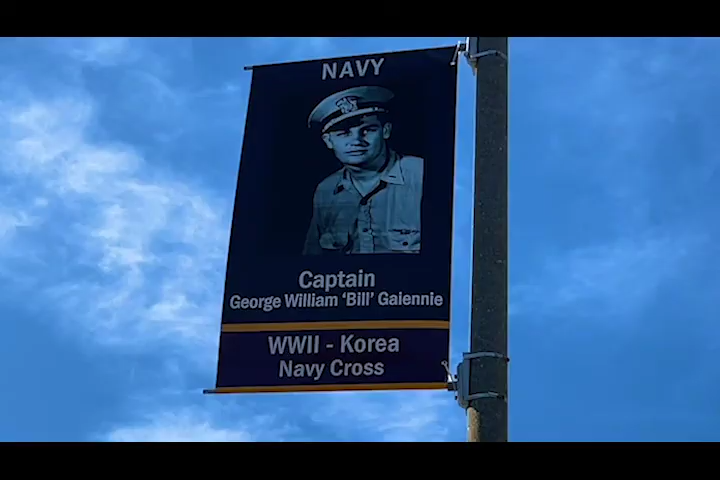 NAVY
Captain
George William ‘Bill’ Gaiennie
WWII - Korea
Navy Cross